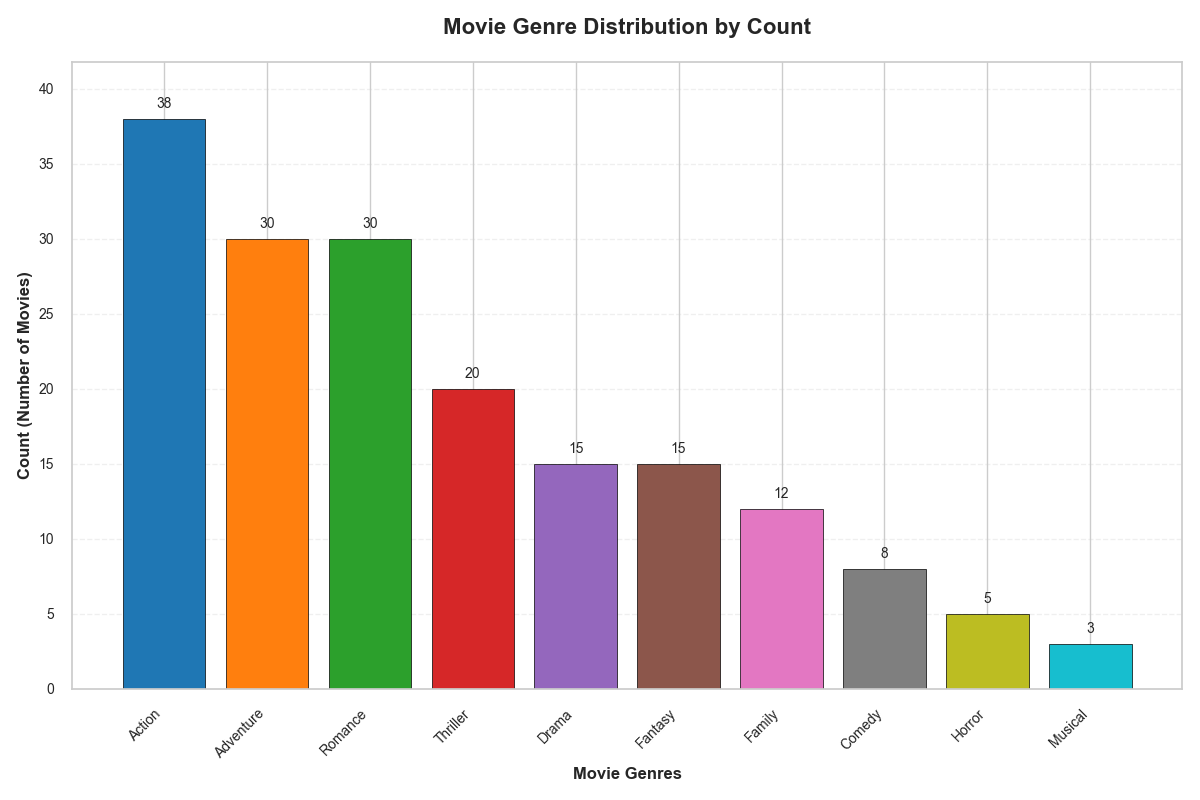 Movie Genre Distribution by Count
Count (Number of Movies)
40
35
30
25
20
15
10
5
0
38
30
30
20
15
15
12
8
5
3
Action
Adventure
Romance
Thriller
Drama
Fantasy
Family
Comedy
Horror
Musical
Movie Genres